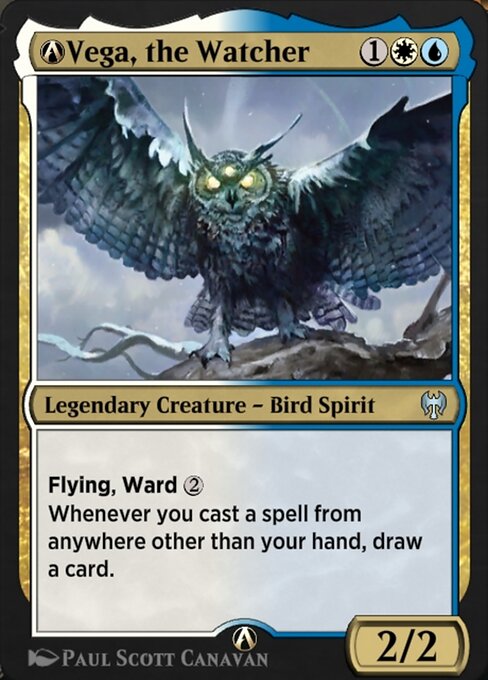 Vega, the Watcher 1
Legendary Creature – Bird Spirit
Flying, Ward 2
Whenever you cast a spell from
anywhere other than your hand, draw
a card.
2/2
Paul Scott Canavan